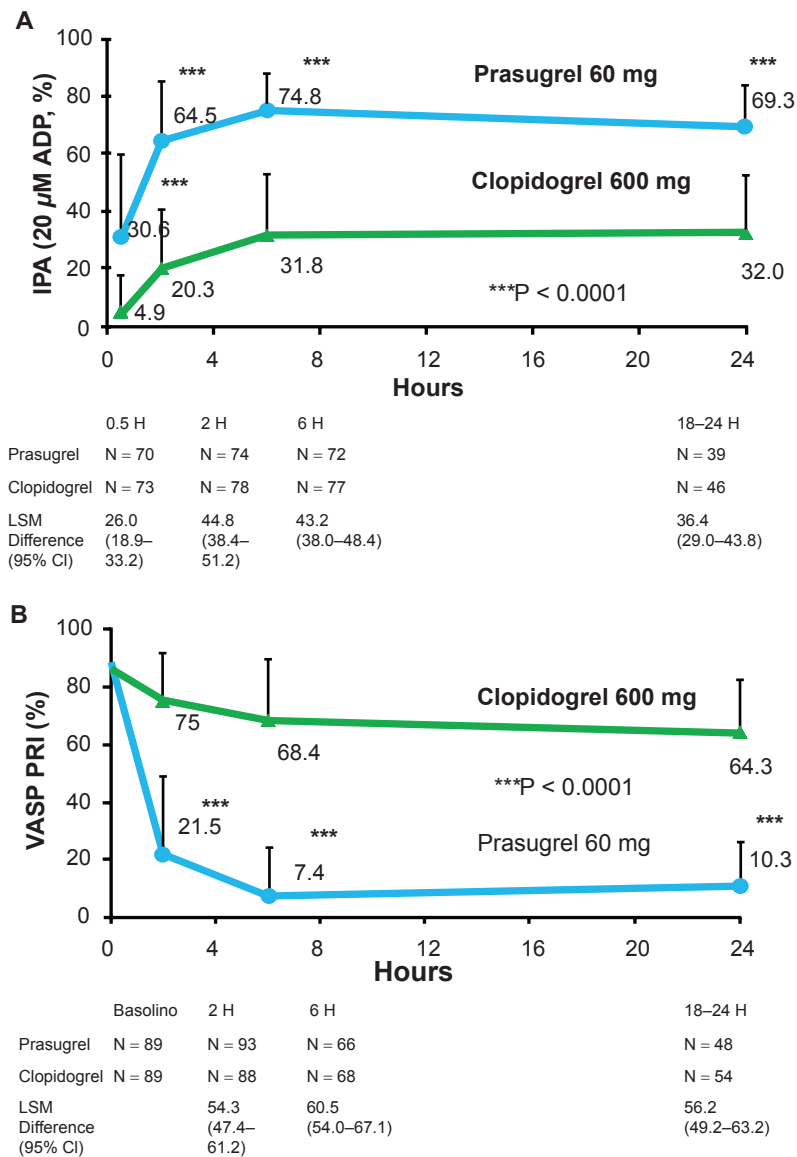 A
100
80
60
40
20
0
IPA (20 µM ADP, %)
*** *** ***
Prasugrel 60 mg
74.8
69.3
64.5
***
Clopidogrel 600 mg
30.6
31.8
32.0
20.3
***P < 0.0001
4.9
0 4 8 12 16 20 24
Hours
0.5 H 2 H 6 H 18–24 H
Prasugrel N = 70 N = 74 N = 72 N = 39
Clopidogrel N = 73 N = 78 N = 77 N = 46
LSM 26.0 44.8 43.2 36.4
Difference (18.9– (38.4– (38.0–48.4) (29.0–43.8)
(95% CI) 33.2) 51.2)
B
100
80
60
40
20
0
VASP PRI (%)
Clopidogrel 600 mg
75
68.4
64.3
***P < 0.0001
***
21.5
***
Prasugrel 60 mg
***
7.4
10.3
0 4 8 12 16 20 24
Hours
Basolino 2 H 6 H 18–24 H
Prasugrel N = 89 N = 93 N = 66 N = 48
Clopidogrel N = 89 N = 88 N = 68 N = 54
LSM 54.3 60.5 56.2
Difference (47.4– (54.0–67.1) (49.2–63.2)
(95% CI) 61.2)